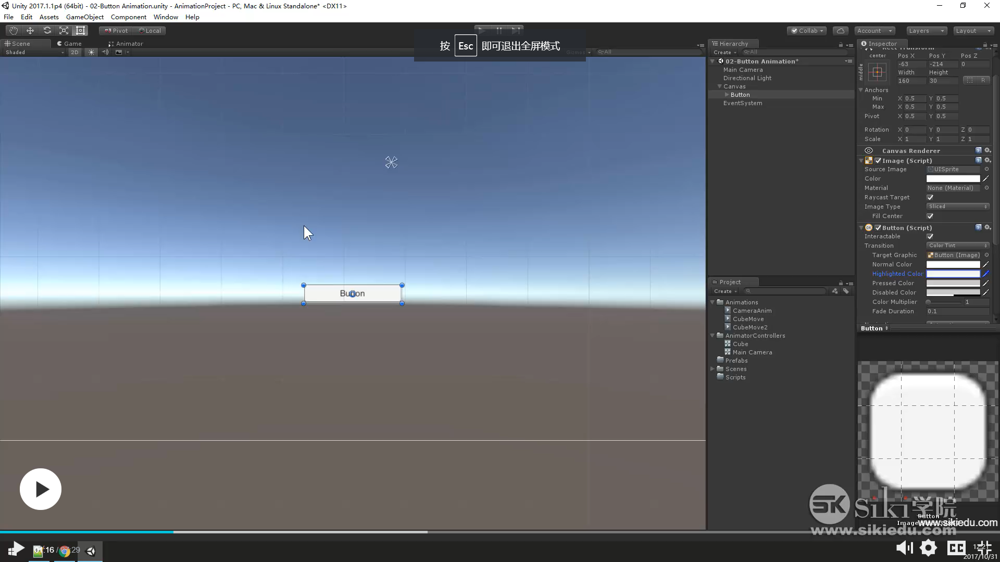 Unity 2017.1.1p4 (64bit) - 02-Button Animation.unity - AnimationProject - PC, Mac & Linux Standalone* <DX11>
File Edit Assets GameObject Component Window Help
Pivot Local
Collab Account Layers Layout
Scene Game Animator
Shaded 2D
Gizmos All
按 Esc 即可退出全屏模式
Button
Hierarchy
Create All
02-Button Animation*
Main Camera
Directional Light
Canvas
Button
EventSystem
Project
Create
Animations
CameraAnim
CubeMove
CubeMove2
AnimatorControllers
Cube
Main Camera
Prefabs
Scenes
Scripts
Inspector
Rect Transform
center Pos X Pos Y Pos Z
middle
-63 -214 0
Width Height
160 30
R
Anchors
Min X 0.5 Y 0.5
Max X 0.5 Y 0.5
Pivot X 0.5 Y 0.5
Rotation X 0 Y 0 Z 0
Scale X 1 Y 1 Z 1
Canvas Renderer
Image (Script)
Source Image UISprite
Color
Material None (Material)
Raycast Target
Image Type Sliced
Fill Center
OK Button (Script)
Interactable
Transition Color Tint
Target Graphic Button (Image)
Normal Color
Highlighted Color
Pressed Color
Disabled Color
Color Multiplier 1
Fade Duration 0.1
Button
SK Siki学院
Button
www.sikiedu.com
www.sikiedu.com
CC
12:21
2017/10/31